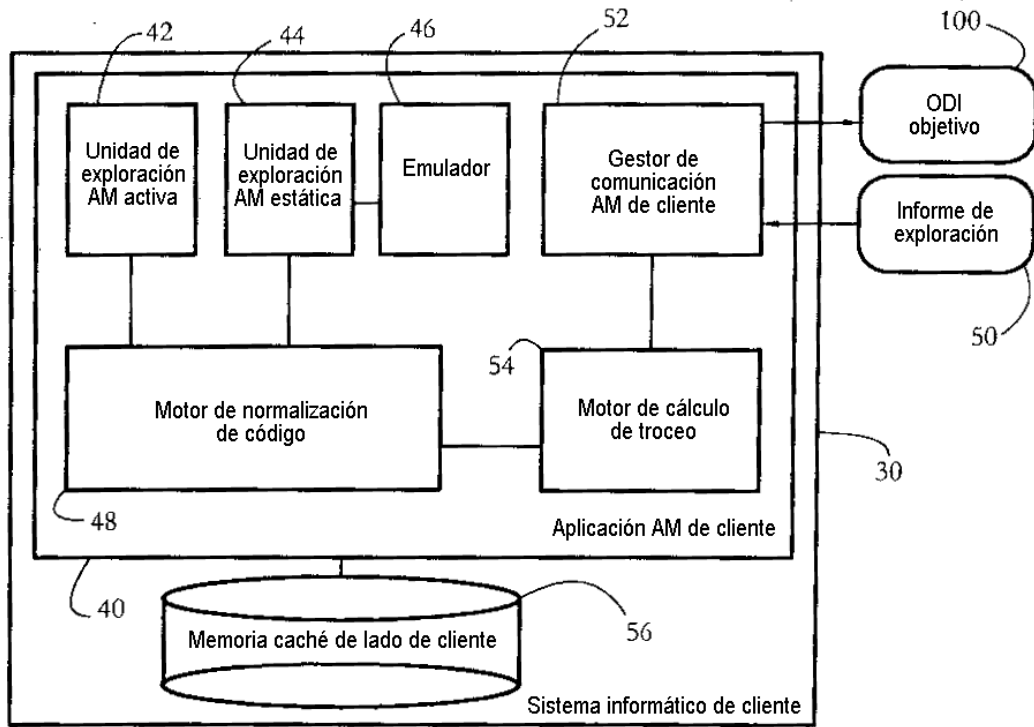 42
44
46
52
100
Unidad de
exploración
AM activa
Unidad de
exploración
AM estática
Emulador
Gestor de
comunicación
AM de cliente
ODI
objetivo
Informe de
exploración
50
54
Motor de normalización
de código
Motor de cálculo
de troceo
30
48
Aplicación AM de cliente
40
56
Memoria caché de lado de cliente
Sistema informático de cliente